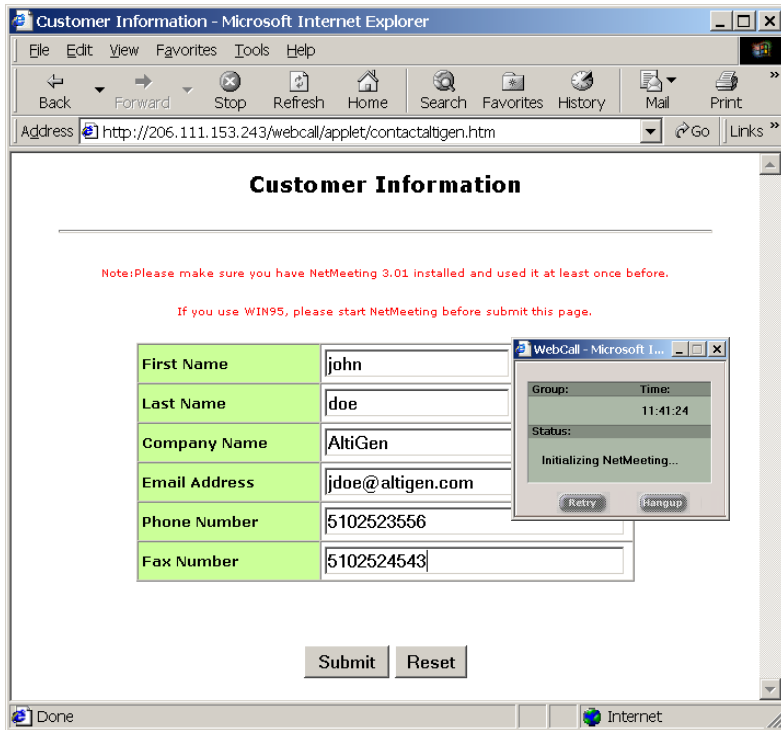 Customer Information - Microsoft Internet Explorer
File Edit View Favorites Tools Help
Back Forward Stop Refresh Home Search Favorites History Mail Print »
Address http://206.111.153.243/webcall/applet/contactaltigen.htm Go Links »
Customer Information
Note:Please make sure you have NetMeeting 3.01 installed and used it at least once before.
If you use WIN95, please start NetMeeting before submit this page.
First Name john
Last Name doe
Company Name AltiGen
Email Address jdoe@altigen.com
Phone Number 5102523556
Fax Number 5102524543
WebCall - Microsoft I...
Group: Time:
11:41:24
Status:
Initializing NetMeeting...
Retry Hangup
Submit Reset
Done Internet